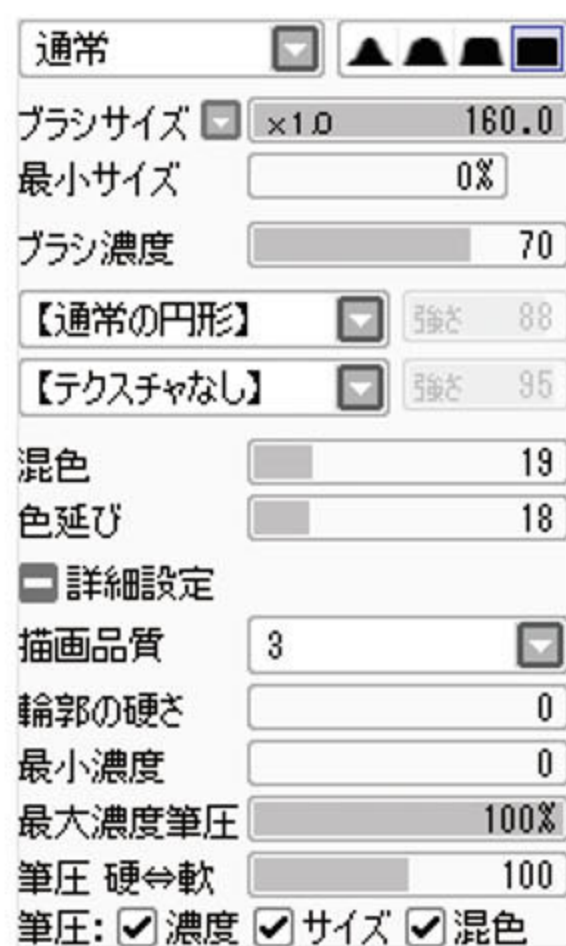 通常
ブラシサイズ ×1.0 160.0
最小サイズ 0%
ブラシ濃度 70
【通常の円形】 強さ 88
【テクスチャなし】 強さ 95
混色 19
色延び 18
詳細設定
描画品質 3
輪郭の硬さ 0
最小濃度 0
最大濃度筆圧 100%
筆圧 硬⇔軟 100
筆圧: 濃度 サイズ 混色